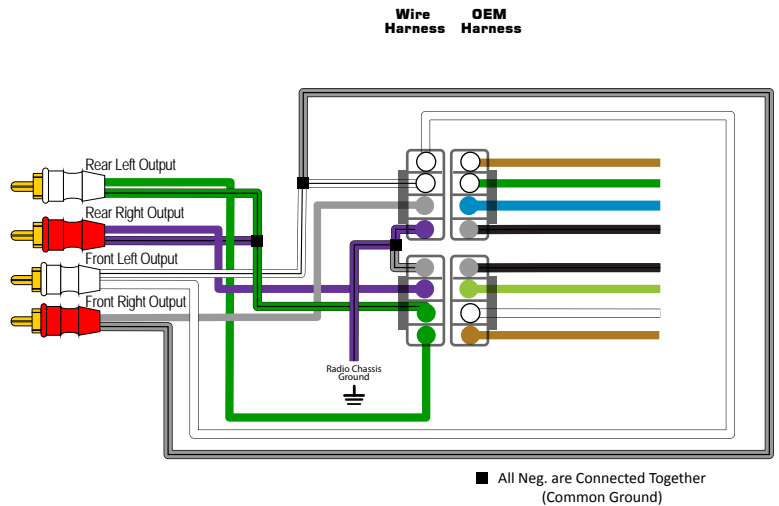 Wire
Harness
OEM
Harness
Rear Left Output
Rear Right Output
Front Left Output
Front Right Output
Radio Chassis
Ground
All Neg. are Connected Together
(Common Ground)